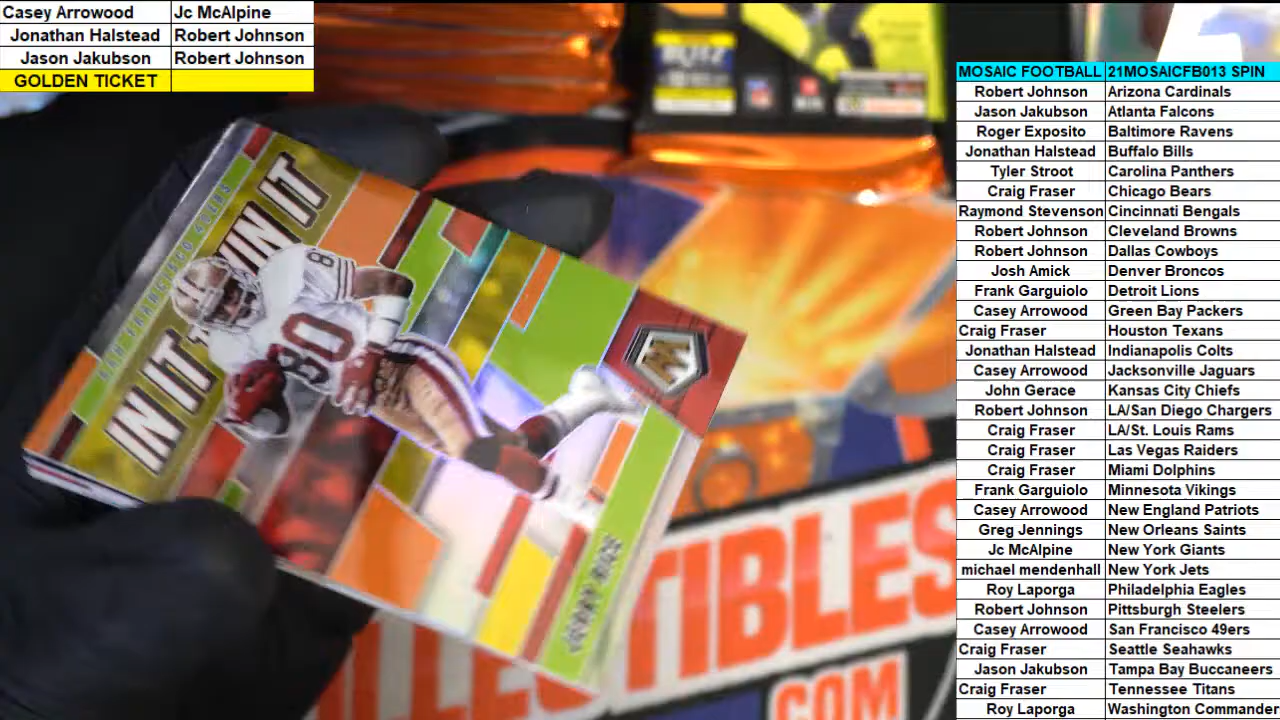 Casey Arrowood Jc McAlpine
Jonathan Halstead Robert Johnson
Jason Jakubson Robert Johnson
GOLDEN TICKET
MOSAIC FOOTBALL 21MOSAICFB013 SPIN
Robert Johnson Arizona Cardinals
Jason Jakubson Atlanta Falcons
Roger Exposito Baltimore Ravens
Jonathan Halstead Buffalo Bills
Tyler Stroot Carolina Panthers
Craig Fraser Chicago Bears
Raymond Stevenson Cincinnati Bengals
Robert Johnson Cleveland Browns
Robert Johnson Dallas Cowboys
Josh Amick Denver Broncos
Frank Garguiolo Detroit Lions
Casey Arrowood Green Bay Packers
Craig Fraser Houston Texans
Jonathan Halstead Indianapolis Colts
Casey Arrowood Jacksonville Jaguars
John Gerace Kansas City Chiefs
Robert Johnson LA/San Diego Chargers
Craig Fraser LA/St. Louis Rams
Craig Fraser Las Vegas Raiders
Craig Fraser Miami Dolphins
Frank Garguiolo Minnesota Vikings
Casey Arrowood New England Patriots
Greg Jennings New Orleans Saints
Jc McAlpine New York Giants
michael mendenhall New York Jets
Roy Laporga Philadelphia Eagles
Robert Johnson Pittsburgh Steelers
Casey Arrowood San Francisco 49ers
Craig Fraser Seattle Seahawks
Jason Jakubson Tampa Bay Buccaneers
Craig Fraser Tennessee Titans
Roy Laporga Washington Commander
SAN FRANCISCO 49ERS
IN IT TO WIN IT
80
8
M
JERRY RICE
BLITZ
TIBLES
.COM